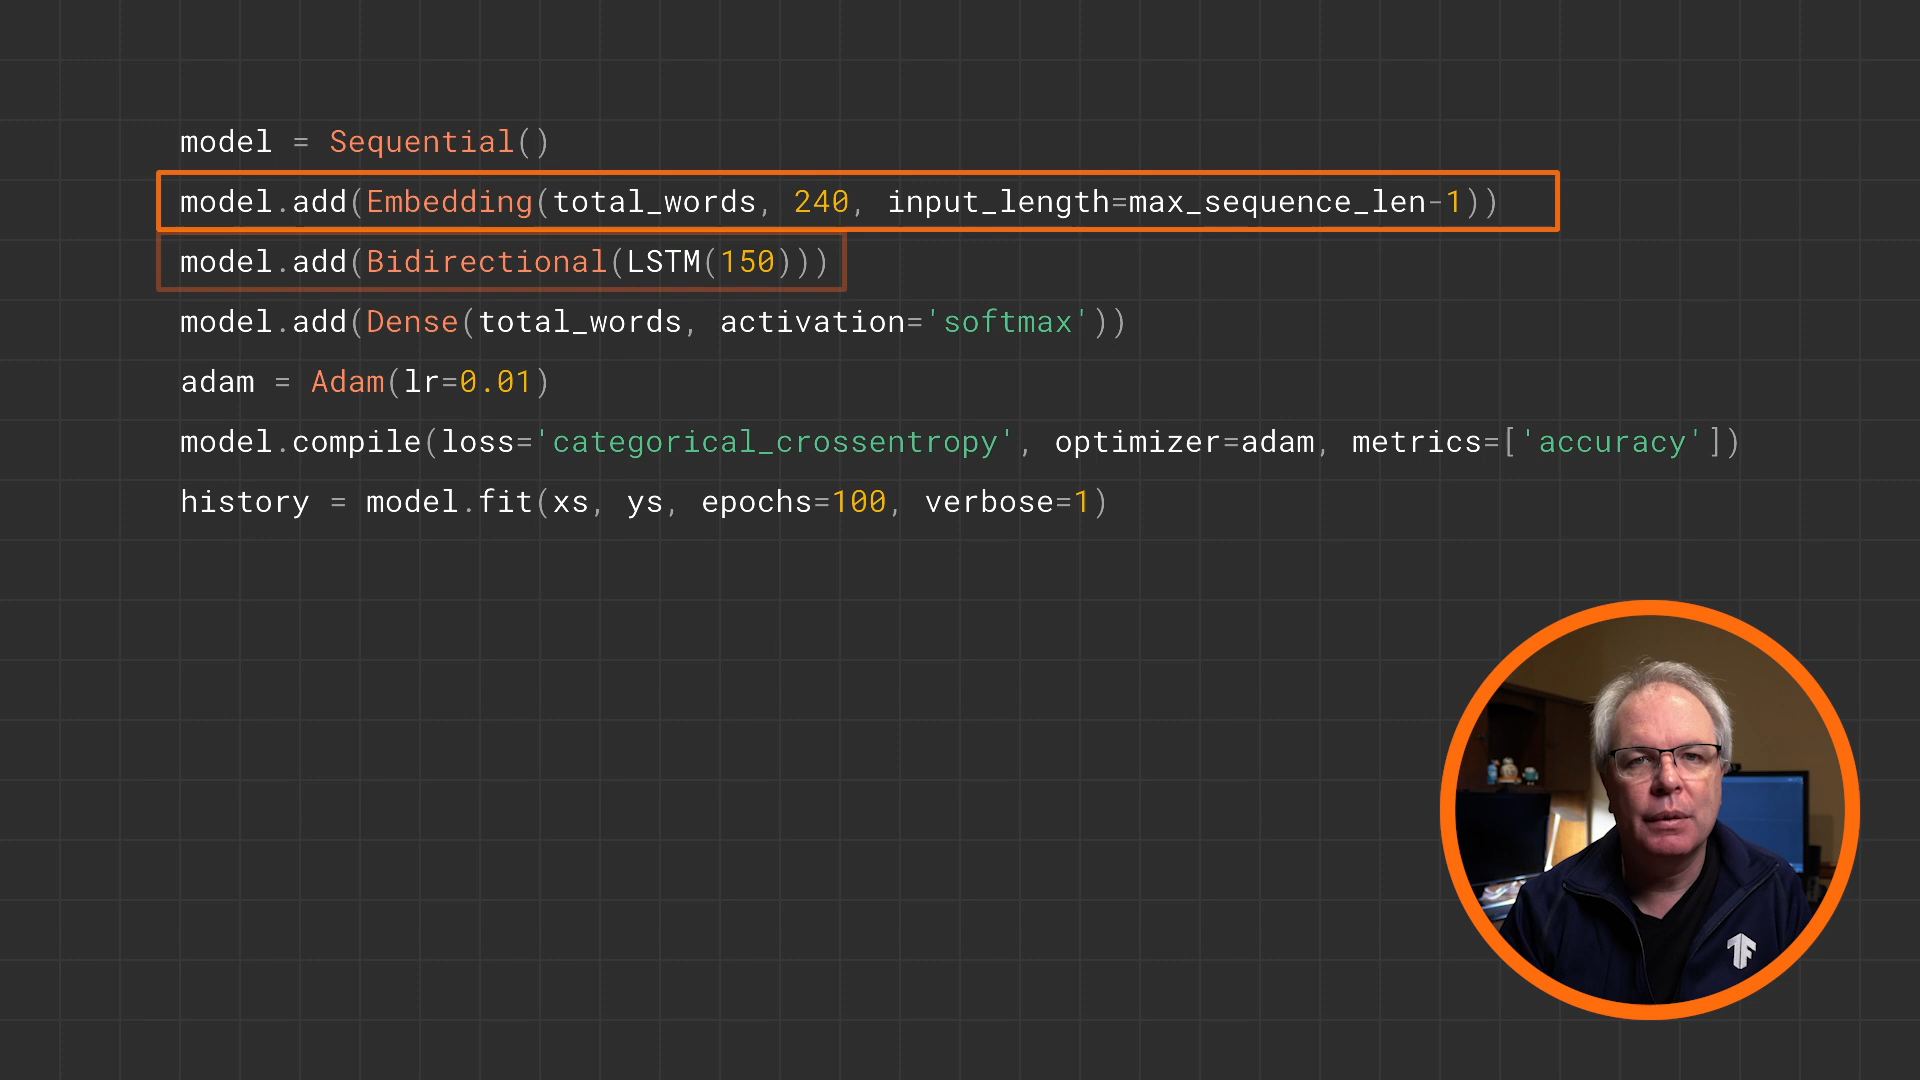 model = Sequential()
model.add(Embedding(total_words, 240, input_length=max_sequence_len-1))
model.add(Bidirectional(LSTM(150)))
model.add(Dense(total_words, activation='softmax'))
adam = Adam(lr=0.01)
model.compile(loss='categorical_crossentropy', optimizer=adam, metrics=['accuracy'])
history = model.fit(xs, ys, epochs=100, verbose=1)